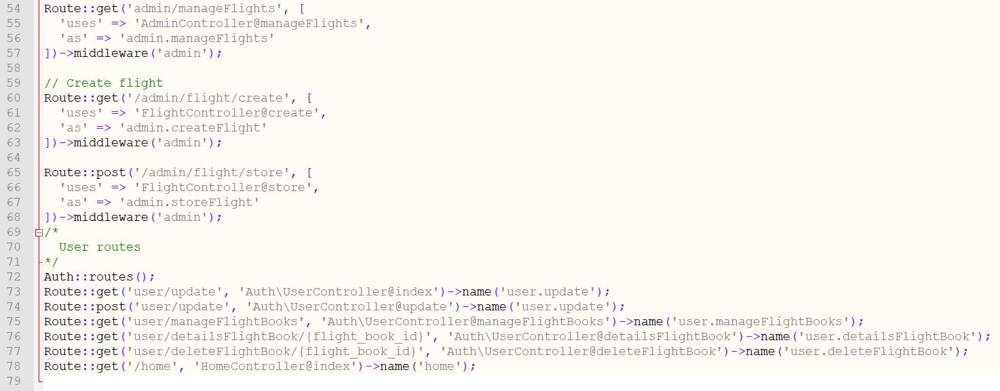 54 Route::get('admin/manageFlights', [
55   'uses' => 'AdminController@manageFlights',
56   'as' => 'admin.manageFlights'
57 ])->middleware('admin');
58
59 // Create flight
60 Route::get('/admin/flight/create', [
61   'uses' => 'FlightController@create',
62   'as' => 'admin.createFlight'
63 ])->middleware('admin');
64
65 Route::post('/admin/flight/store', [
66   'uses' => 'FlightController@store',
67   'as' => 'admin.storeFlight'
68 ])->middleware('admin');
69 /*
70   User routes
71 */
72 Auth::routes();
73 Route::get('user/update', 'Auth\UserController@index')->name('user.update');
74 Route::post('user/update', 'Auth\UserController@update')->name('user.update');
75 Route::get('user/manageFlightBooks', 'Auth\UserController@manageFlightBooks')->name('user.manageFlightBooks');
76 Route::get('user/detailsFlightBook/{flight_book_id}', 'Auth\UserController@detailsFlightBook')->name('user.detailsFlightBook');
77 Route::get('user/deleteFlightBook/{flight_book_id}', 'Auth\UserController@deleteFlightBook')->name('user.deleteFlightBook');
78 Route::get('/home', 'HomeController@index')->name('home');
79